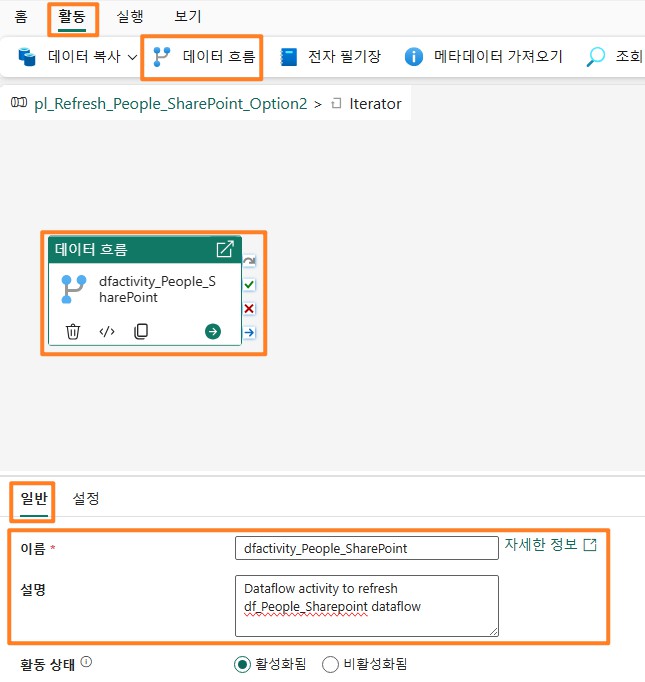 홈 활동 실행 보기
데이터 복사 데이터 흐름 전자 필기장 메타데이터 가져오기 조회
pl_Refresh_People_SharePoint_Option2 > Iterator
데이터 흐름
dfactivity_People_S
harePoint
일반 설정
이름 * dfactivity_People_SharePoint 자세한 정보
설명 Dataflow activity to refresh
df_People_Sharepoint dataflow
활동 상태 활성화됨 비활성화됨